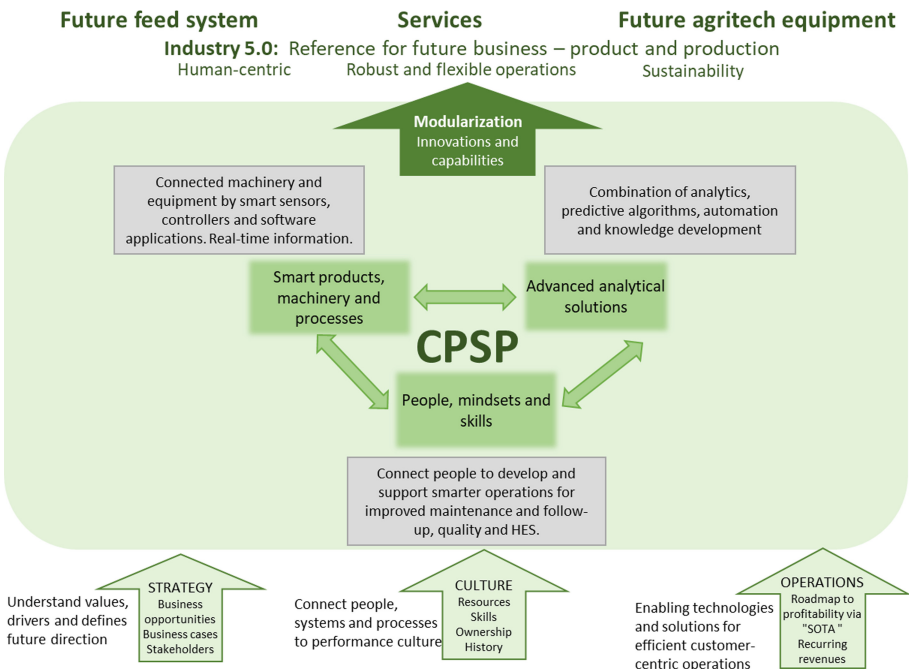 Future feed system
Services
Future agritech equipment
Industry 5.0: Reference for future business – product and production
Human-centric
Robust and flexible operations
Sustainability
Modularization
Innovations and
capabilities
Connected machinery and
equipment by smart sensors,
controllers and software
applications. Real-time information.
Combination of analytics,
predictive algorithms, automation
and knowledge development
Smart products,
machinery and
processes
Advanced analytical
solutions
CPSP
People, mindsets and
skills
Connect people to develop and
support smarter operations for
improved maintenance and follow-
up, quality and HES.
Understand values,
drivers and defines
future direction
STRATEGY
Business
opportunities
Business cases
Stakeholders
Connect people,
systems and processes
to performance culture
CULTURE
Resources
Skills
Ownership
History
Enabling technologies
and solutions for
efficient customer-
centric operations
OPERATIONS
Roadmap to
profitability via
"SOTA "
Recurring
revenues